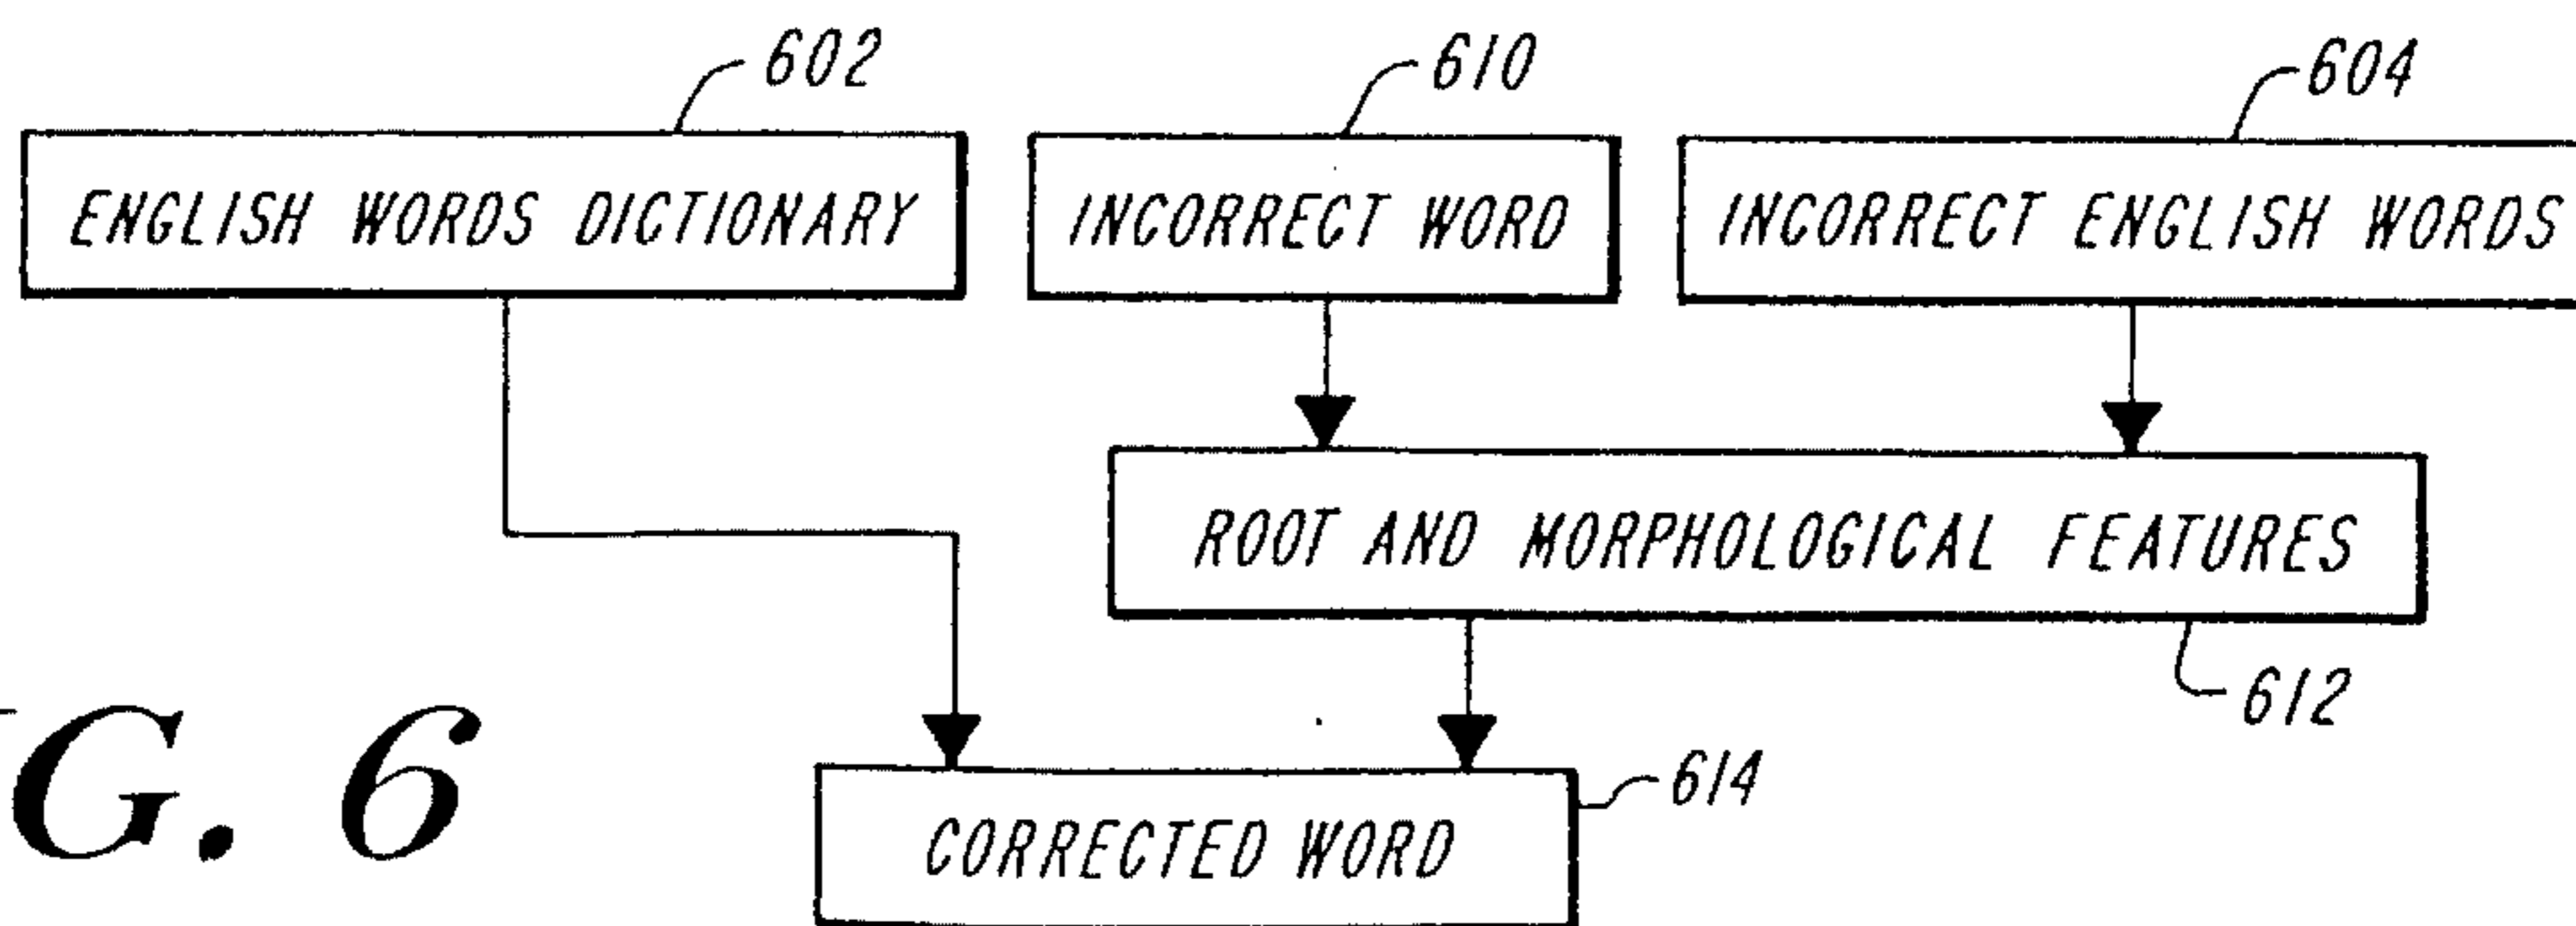 602 610 604
ENGLISH WORDS DICTIONARY INCORRECT WORD INCORRECT ENGLISH WORDS
ROOT AND MORPHOLOGICAL FEATURES
612
614
CORRECTED WORD
G. 6